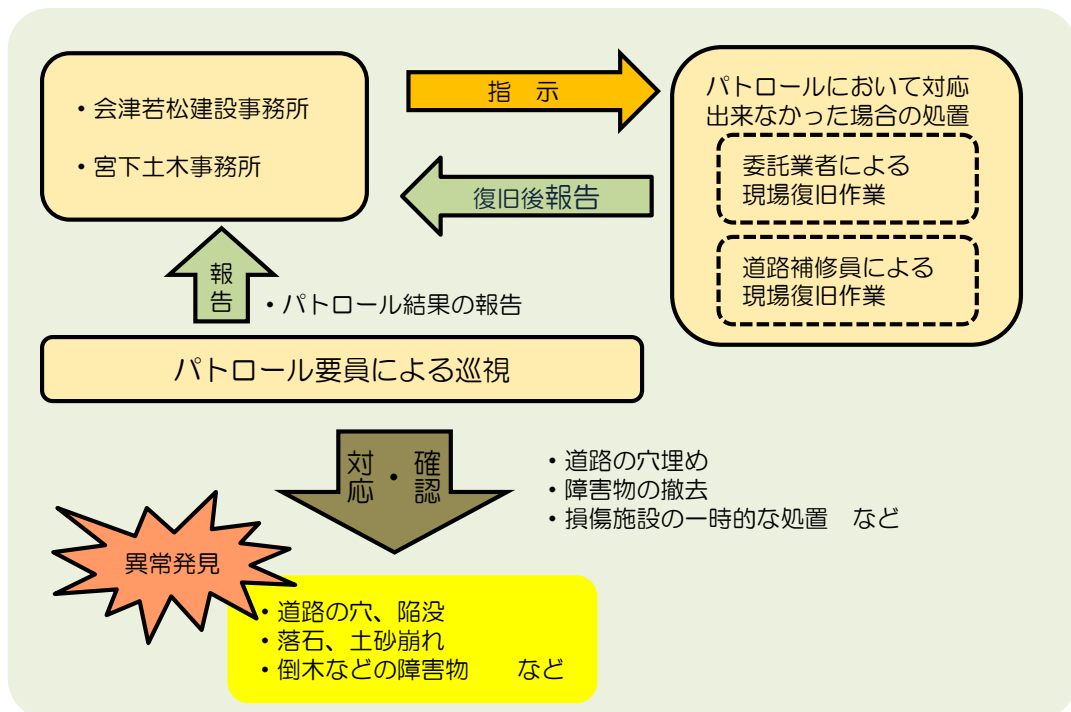 ・会津若松建設事務所
・宮下土木事務所
指　示
復旧後報告
パトロールにおいて対応
出来なかった場合の処置
委託業者による
現場復旧作業
道路補修員による
現場復旧作業
報告
・パトロール結果の報告
パトロール要員による巡視
対応・確認
・道路の穴埋め
・障害物の撤去
・損傷施設の一時的な処置　など
異常発見
・道路の穴、陥没
・落石、土砂崩れ
・倒木などの障害物　　など